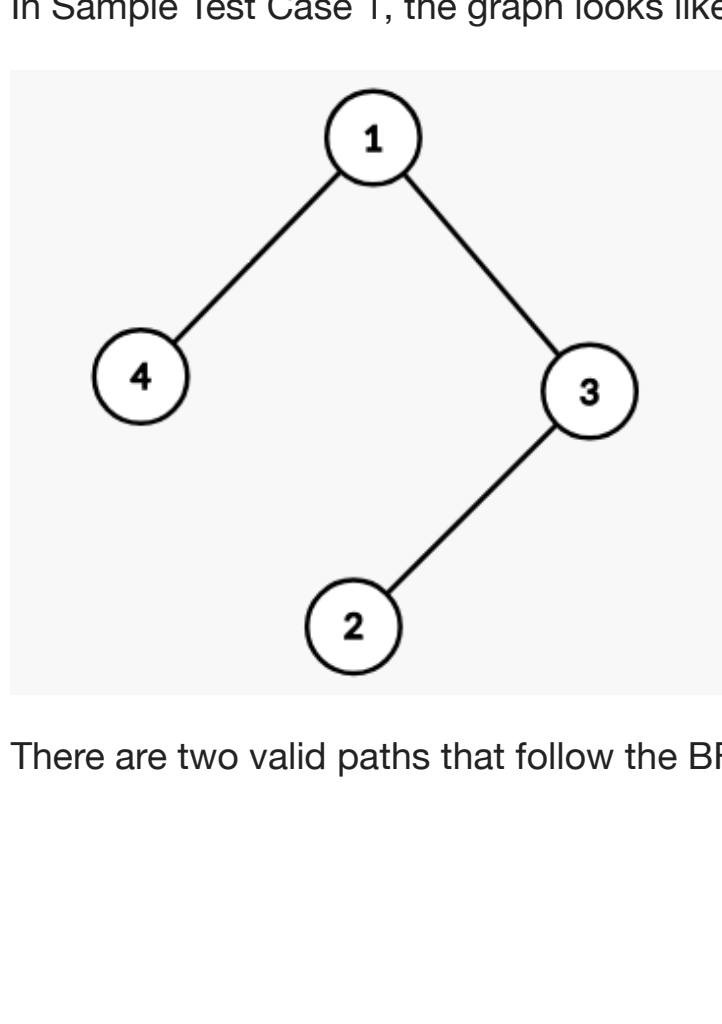 In Sample Test Case 1, the graph looks like
1
4
3
2
There are two valid paths that follow the